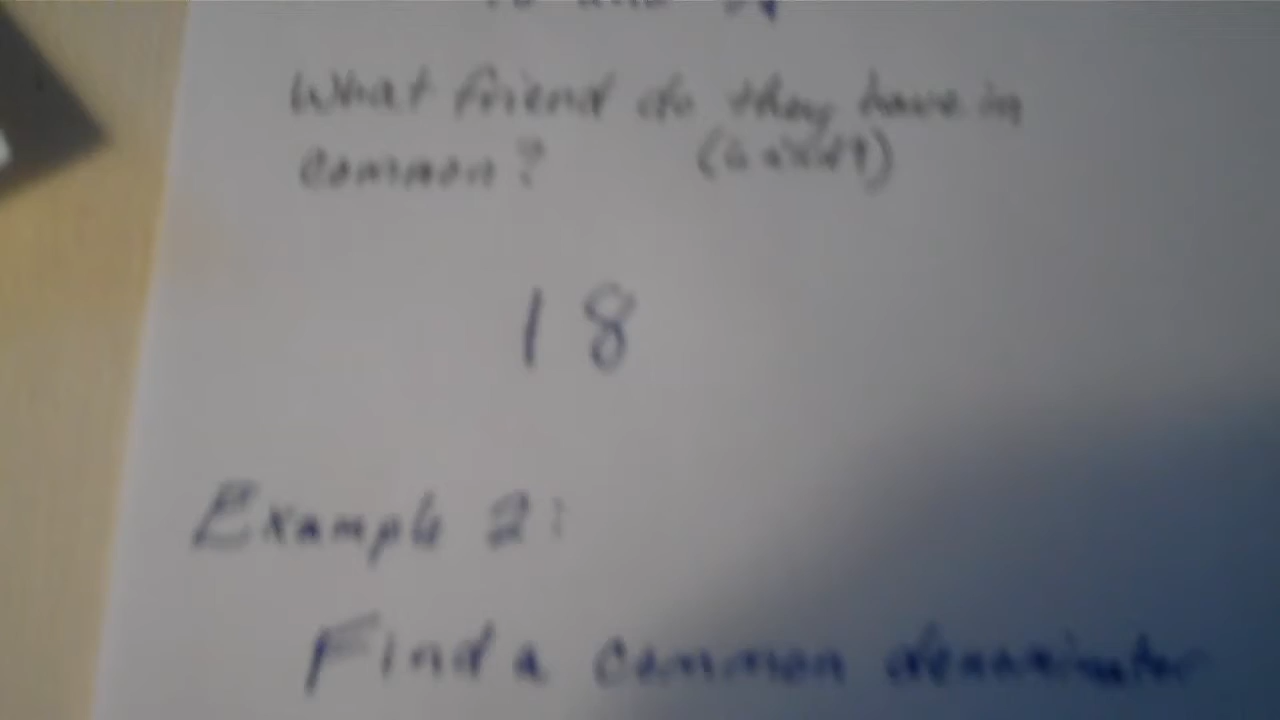 What friend do they have in
common?
18
Example 2:
Find a common denominator